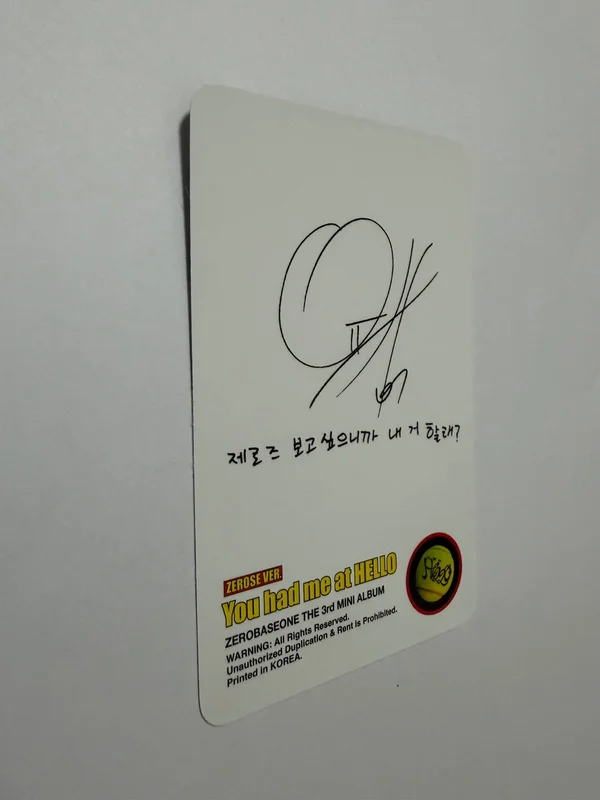 제로즈 보고싶으니까 내 거 할래?
ZEROSE VER.
You had me at HELLO
ZEROBASEONE THE 3rd MINI ALBUM
WARNING: All Rights Reserved.
Unauthorized Duplication & Rent is Prohibited.
Printed in KOREA.